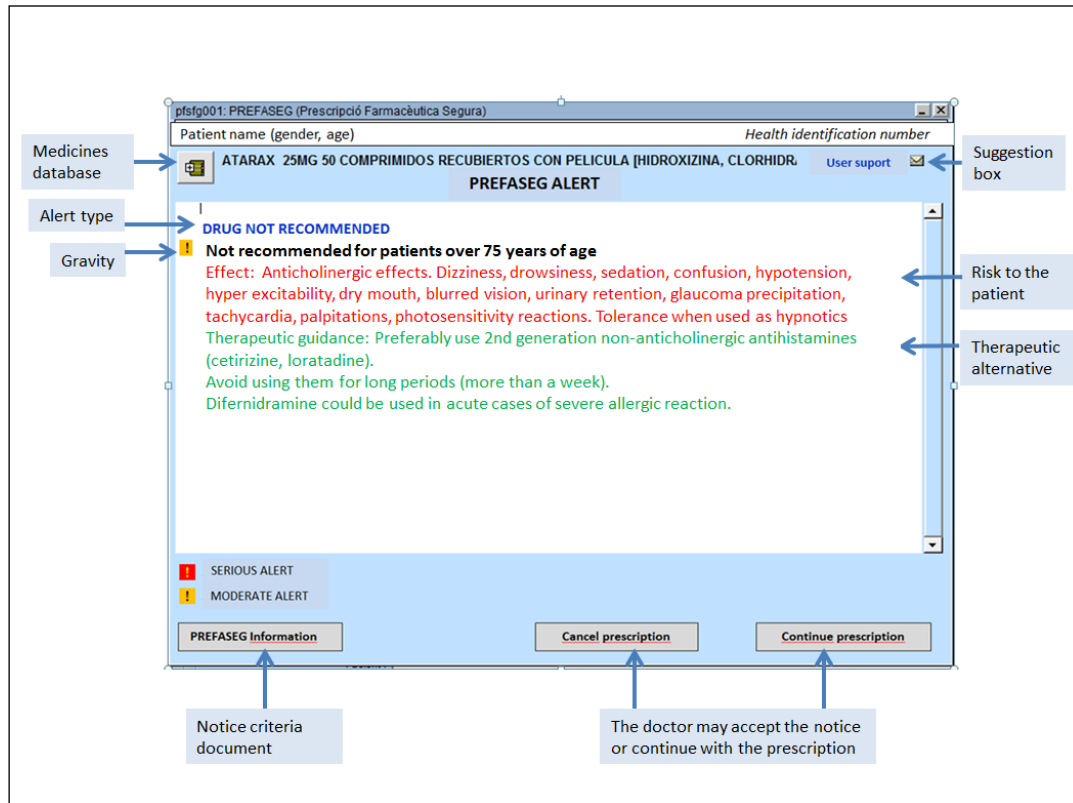 pfsfg001: PREFASEG (Prescripció Farmacèutica Segura)
Patient name (gender, age)
Health identification number
Medicines
database
ATARAX 25MG 50 COMPRIMIDOS RECUBIERTOS CON PELICULA [HIDROXIZINA, CLORHIDR
User suport
Suggestion
box
PREFASEG ALERT
Alert type
DRUG NOT RECOMMENDED
Gravity
! Not recommended for patients over 75 years of age
Effect: Anticholinergic effects. Dizziness, drowsiness, sedation, confusion, hypotension,
hyper excitability, dry mouth, blurred vision, urinary retention, glaucoma precipitation,
tachycardia, palpitations, photosensitivity reactions. Tolerance when used as hypnotics
Risk to the
patient
Therapeutic guidance: Preferably use 2nd generation non-anticholinergic antihistamines
(cetirizine, loratadine).
Avoid using them for long periods (more than a week).
Difernidramine could be used in acute cases of severe allergic reaction.
Therapeutic
alternative
! SERIOUS ALERT
! MODERATE ALERT
PREFASEG Information
Cancel prescription
Continue prescription
Notice criteria
document
The doctor may accept the notice
or continue with the prescription